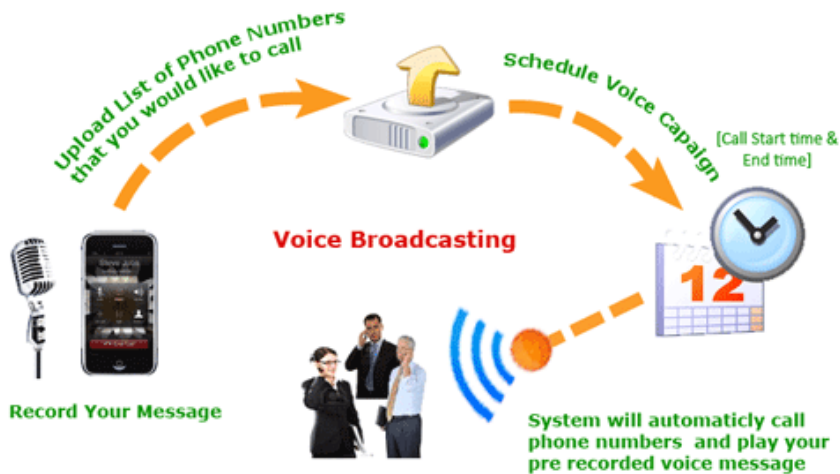 Upload List of Phone Numbers
that you would like to call
Schedule Voice Capaign
[Call Start time &
End time]
Voice Broadcasting
12
Record Your Message
System will automaticly call
phone numbers and play your
pre recorded voice message